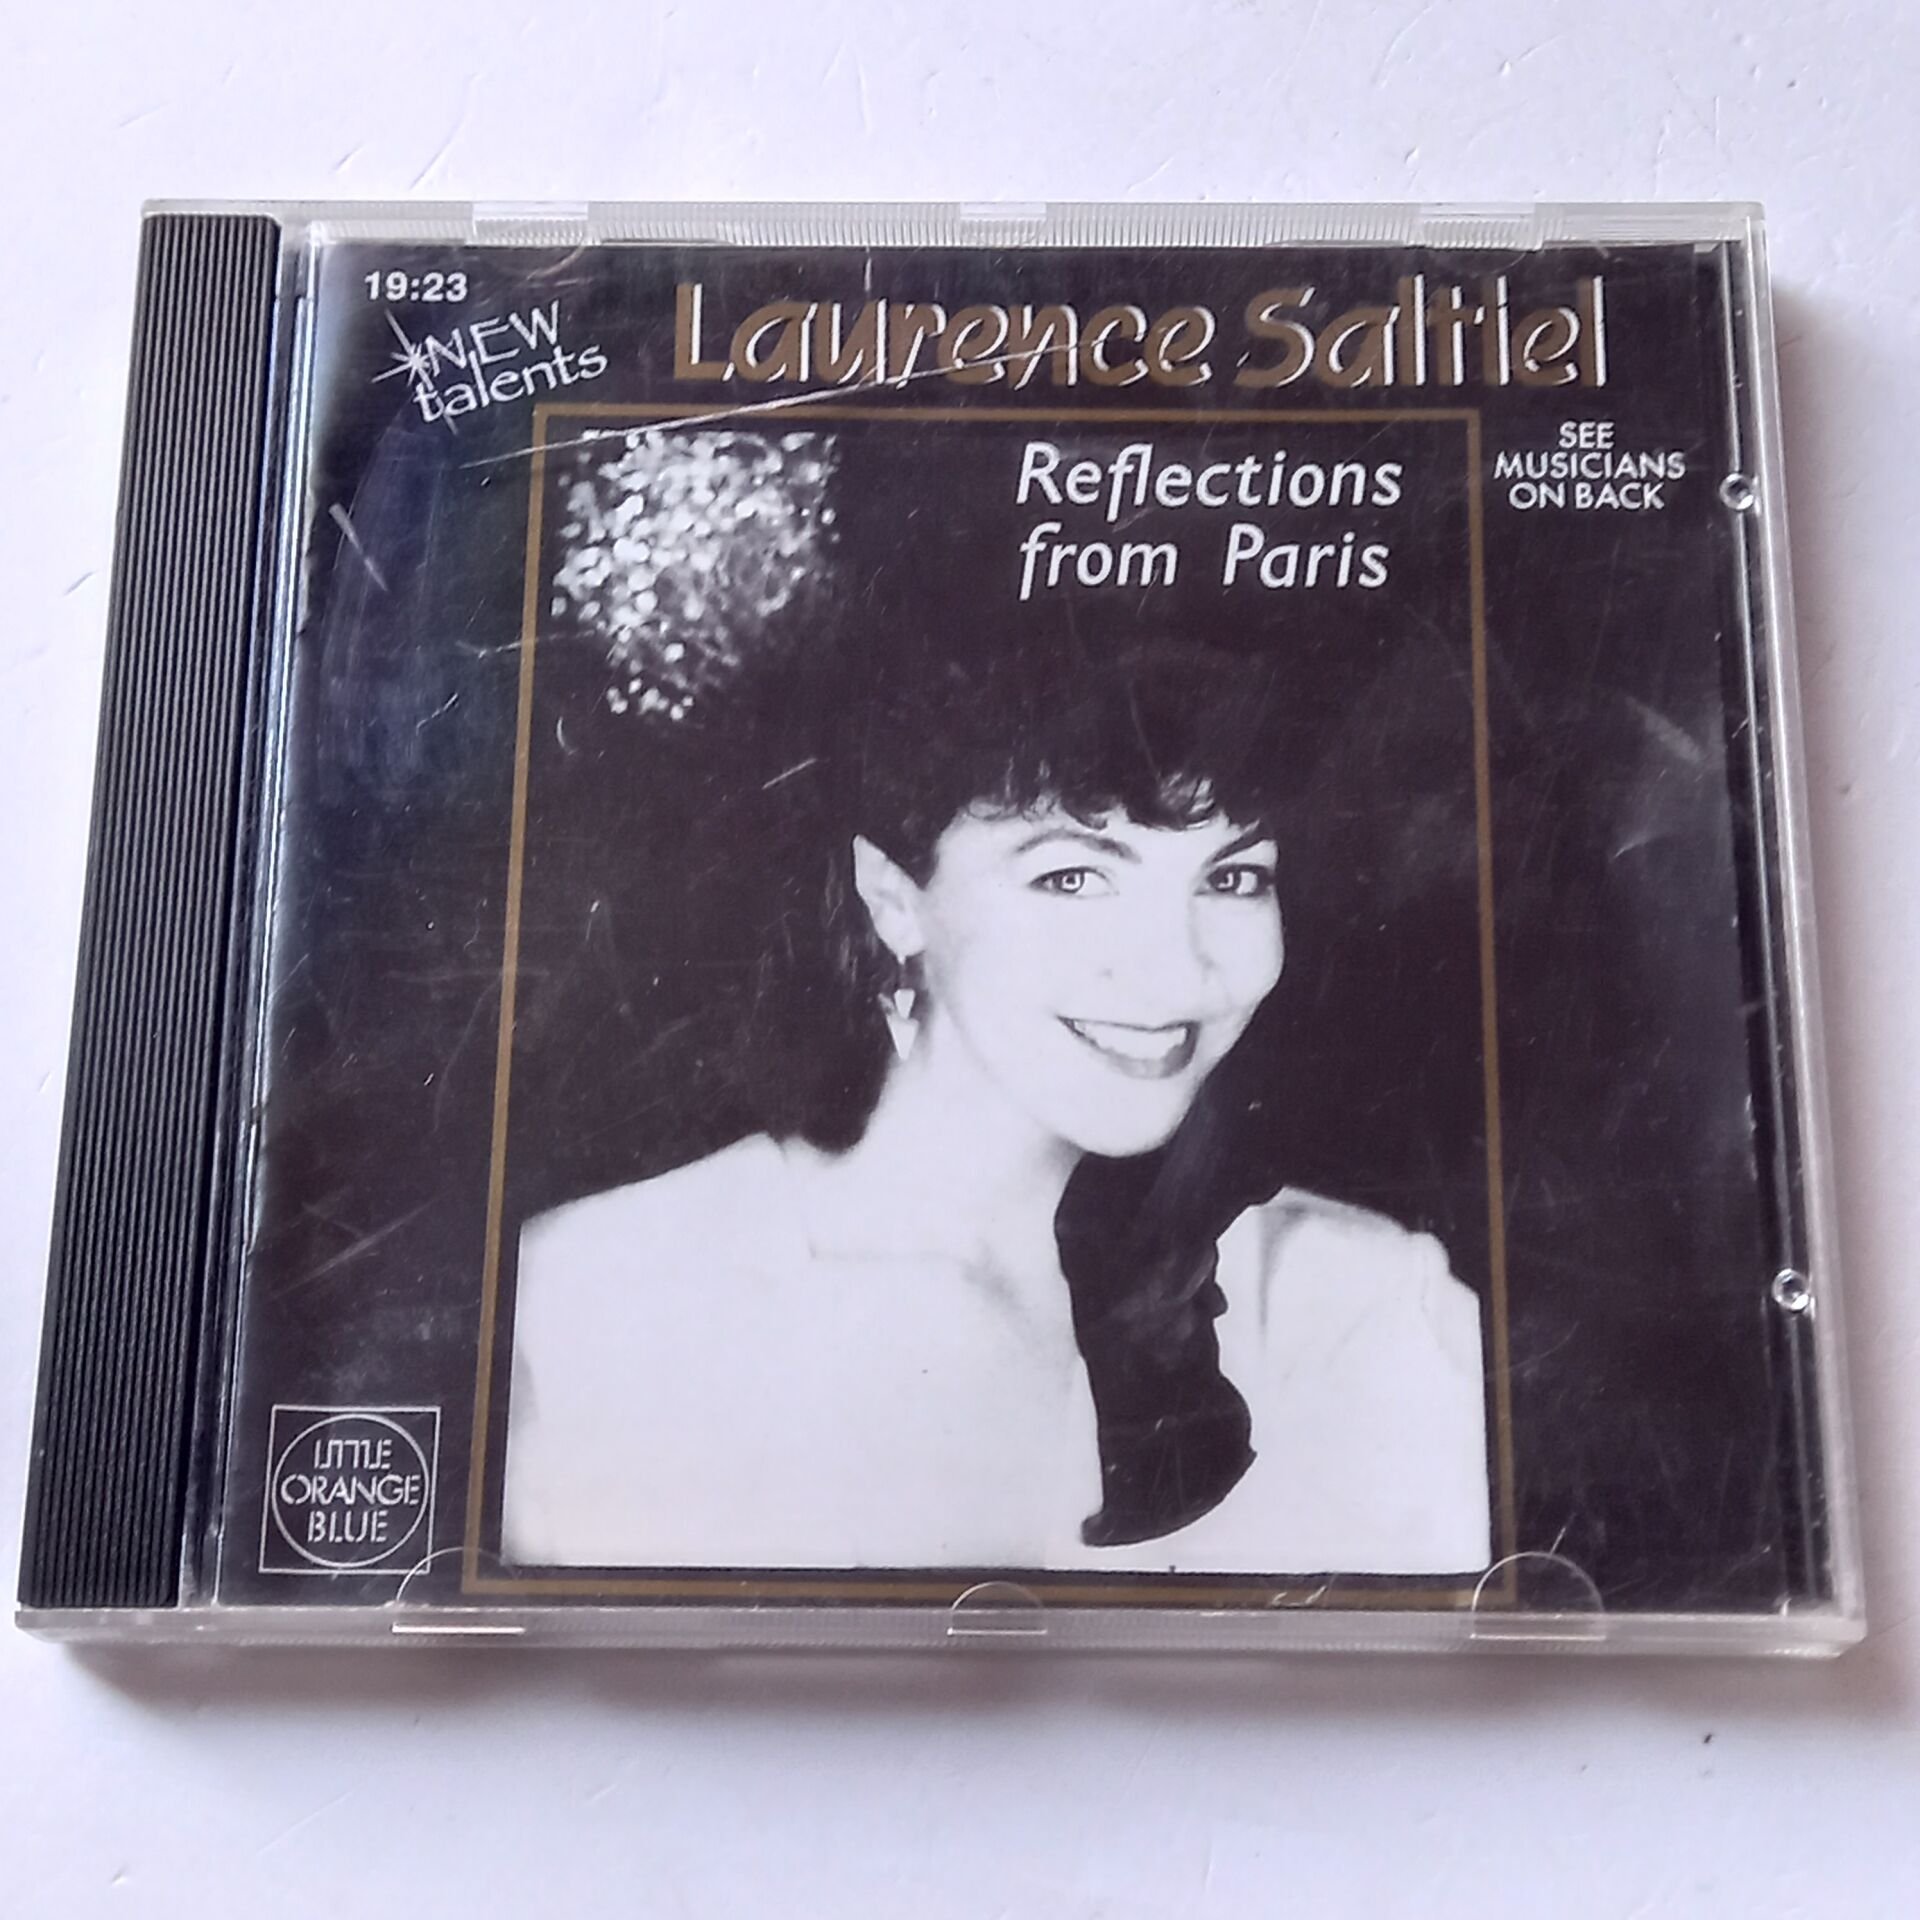 19:23
NEW
talents
Laurence Saltiel
Reflections
from Paris
SEE
MUSICIANS
ON BACK
LITTLE
ORANGE
BLUE